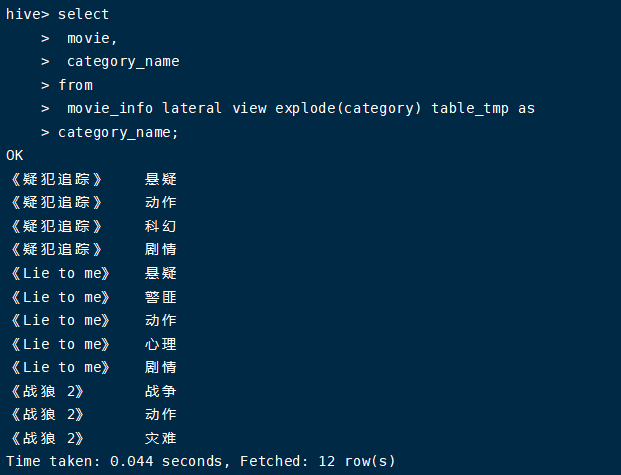 hive> select
    >  movie,
    >  category_name
    > from
    >  movie_info lateral view explode(category) table_tmp as
    > category_name;
OK
《疑犯追踪》    悬疑
《疑犯追踪》    动作
《疑犯追踪》    科幻
《疑犯追踪》    剧情
《Lie to me》    悬疑
《Lie to me》    警匪
《Lie to me》    动作
《Lie to me》    心理
《Lie to me》    剧情
《战狼 2》    战争
《战狼 2》    动作
《战狼 2》    灾难
Time taken: 0.044 seconds, Fetched: 12 row(s)